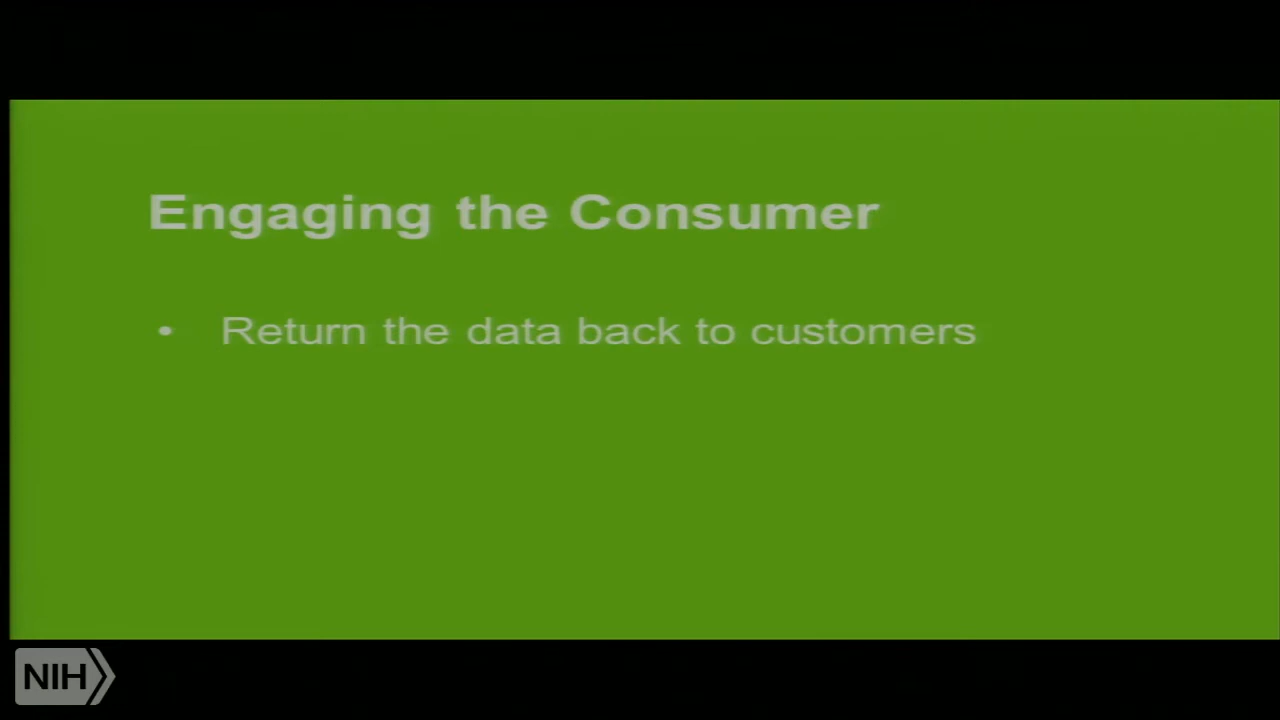 Engaging the Consumer
• Return the data back to customers
NIH